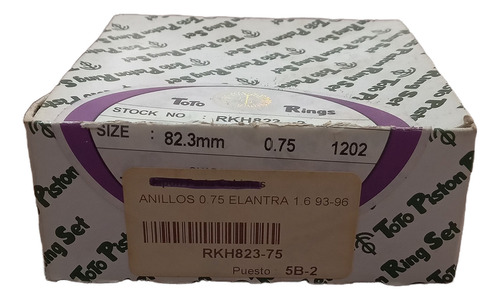 ToTo Piston Ring Set
ToTo Rings
STOCK NO : RKH823 -2
SIZE : 82.3mm 0.75 1202
ANILLOS 0.75 ELANTRA 1.6 93-96
RKH823-75
Puesto 5B-2
ToTo Piston
Ring Set
ToTo Piston
Ring Set